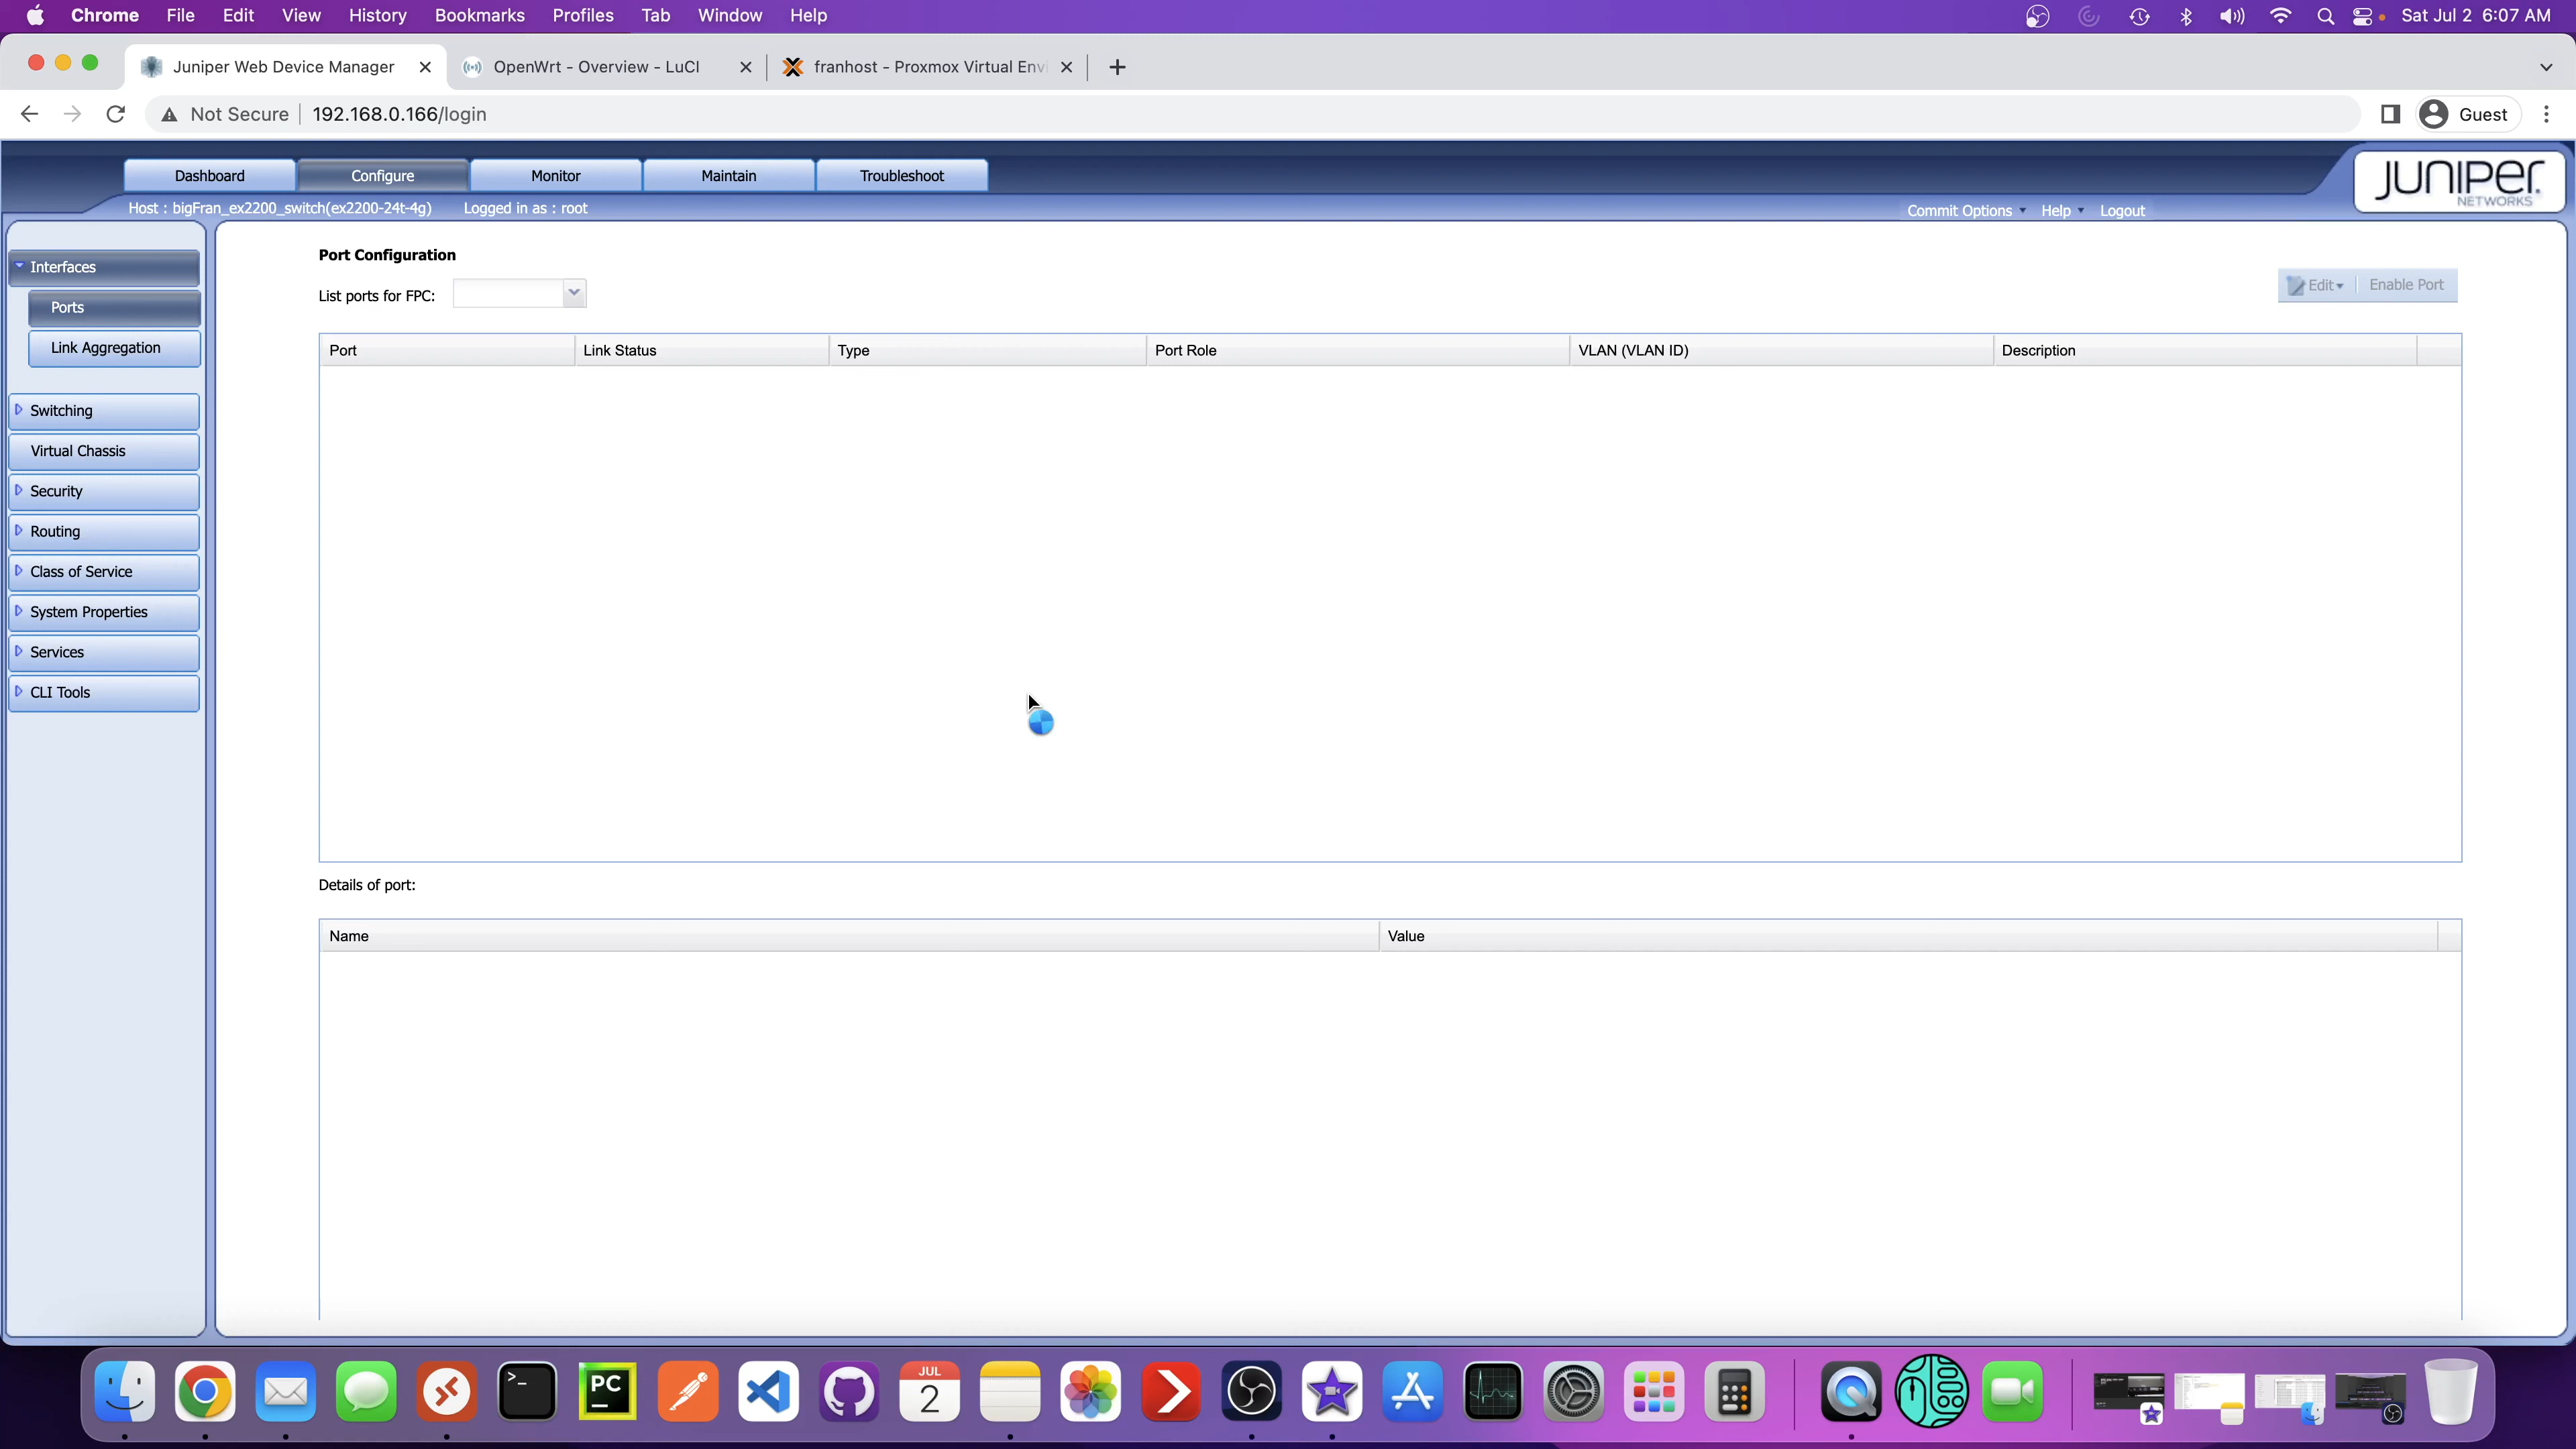 Chrome File Edit View History Bookmarks Profiles Tab Window Help Sat Jul 2 6:07 AM
Juniper Web Device Manager OpenWrt - Overview - LuCI franhost - Proxmox Virtual Envi
Not Secure 192.168.0.166/login Guest
Dashboard Configure Monitor Maintain Troubleshoot
JUNIPER
NETWORKS
Host : bigFran_ex2200_switch(ex2200-24t-4g) Logged in as : root Commit Options Help Logout
Interfaces
Ports
Link Aggregation
Switching
Virtual Chassis
Security
Routing
Class of Service
System Properties
Services
CLI Tools
Port Configuration
List ports for FPC: Edit Enable Port
Port Link Status Type Port Role VLAN (VLAN ID) Description
Details of port:
Name Value
>_
PC
JUL
2